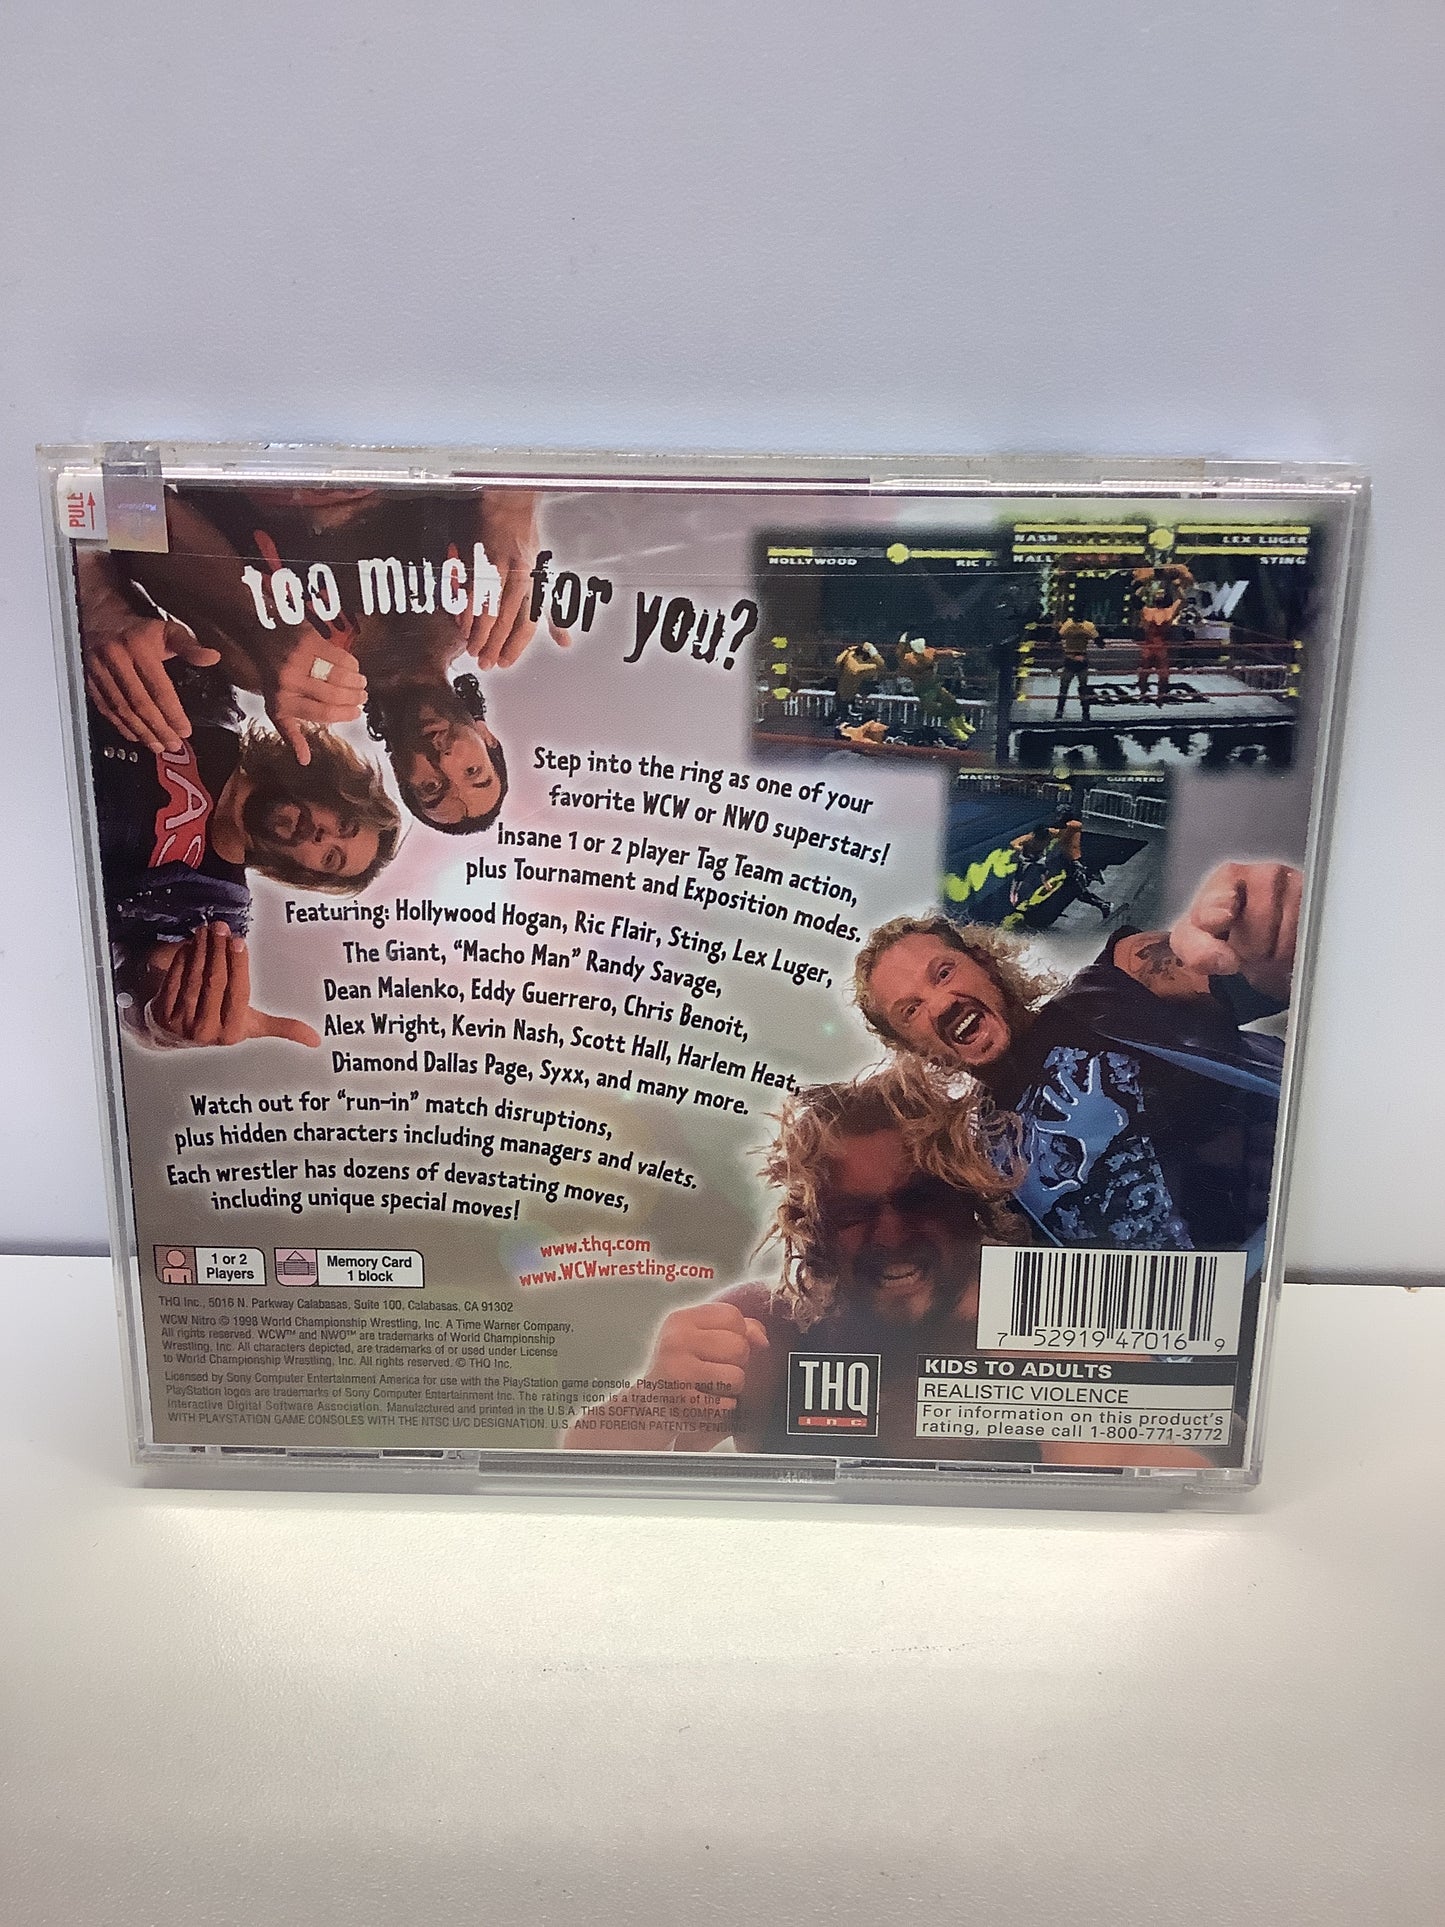 PULL
too much for you?
HOLLYWOOD
RIC F
NASH
LEX LUGER
HALL
STING
WCW
nWo
MACHO
GUERRERO
Step into the ring as one of your
favorite WCW or NWO superstars!
Insane 1 or 2 player Tag Team action,
plus Tournament and Exposition modes.
Featuring: Hollywood Hogan, Ric Flair, Sting, Lex Luger,
The Giant, “Macho Man” Randy Savage,
Dean Malenko, Eddy Guerrero, Chris Benoit,
Alex Wright, Kevin Nash, Scott Hall, Harlem Heat,
Diamond Dallas Page, Syxx, and many more.
Watch out for “run-in” match disruptions,
plus hidden characters including managers and valets.
Each wrestler has dozens of devastating moves,
including unique special moves!
www.thq.com
www.WCWwrestling.com
1 or 2
Players
Memory Card
1 block
THQ Inc., 5016 N. Parkway Calabasas, Suite 100, Calabasas, CA 91302
WCW Nitro © 1998 World Championship Wrestling, Inc. A Time Warner Company.
All rights reserved. WCW™ and NWO™ are trademarks of World Championship
Wrestling, Inc. All characters depicted, are trademarks of or used under License
to World Championship Wrestling, Inc. All rights reserved. © THQ Inc.
Licensed by Sony Computer Entertainment America for use with the PlayStation game console. PlayStation and the
PlayStation logos are trademarks of Sony Computer Entertainment Inc. The ratings icon is a trademark of the
Interactive Digital Software Association. Manufactured and printed in the U.S.A. THIS SOFTWARE IS COMPAT
WITH PLAYSTATION GAME CONSOLES WITH THE NTSC U/C DESIGNATION. U.S. AND FOREIGN PATENTS PENDING
THQ
INC.
7 52919 47016 9
KIDS TO ADULTS
REALISTIC VIOLENCE
For information on this product's
rating, please call 1-800-771-3772